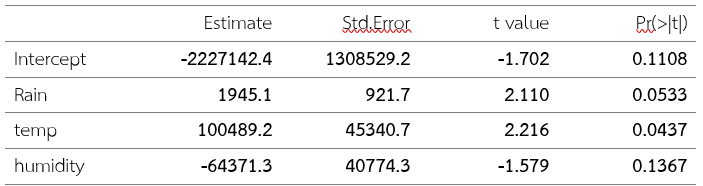 Estimate Std.Error t value Pr(>|t|)
Intercept -2227142.4 1308529.2 -1.702 0.1108
Rain 1945.1 921.7 2.110 0.0533
temp 100489.2 45340.7 2.216 0.0437
humidity -64371.3 40774.3 -1.579 0.1367